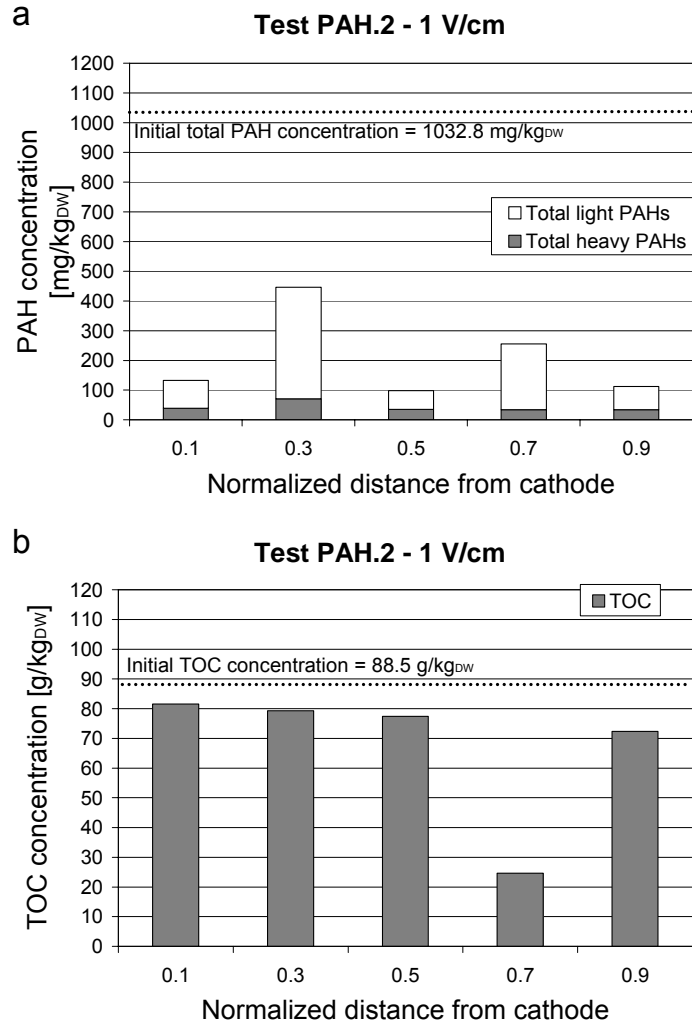 a
Test PAH.2 - 1 V/cm
1200
1100
1000
900
800
700
600
500
400
300
200
100
0
PAH concentration
[mg/kgDW]
Initial total PAH concentration = 1032.8 mg/kgDW
Total light PAHs
Total heavy PAHs
0.1 0.3 0.5 0.7 0.9
Normalized distance from cathode
b
Test PAH.2 - 1 V/cm
120
110
100
90
80
70
60
50
40
30
20
10
0
TOC concentration [g/kgDW]
TOC
Initial TOC concentration = 88.5 g/kgDW
0.1 0.3 0.5 0.7 0.9
Normalized distance from cathode